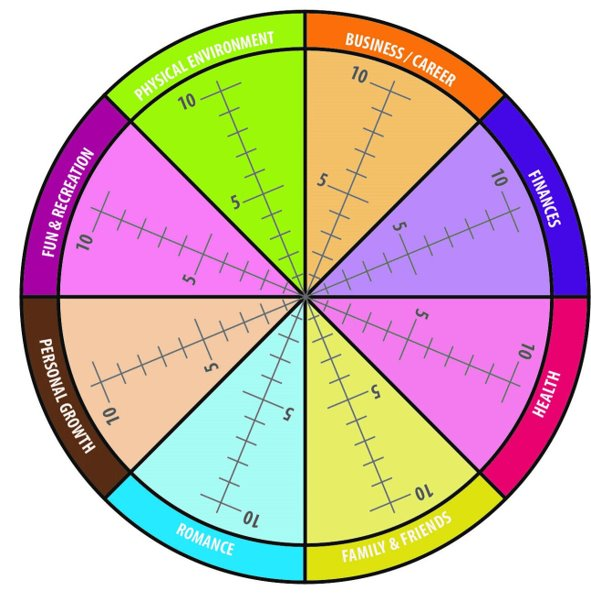 BUSINESS / CAREER
10
5
FINANCES
10
5
HEALTH
10
5
FAMILY & FRIENDS
10
5
ROMANCE
10
5
PERSONAL GROWTH
10
5
FUN & RECREATION
10
5
PHYSICAL ENVIRONMENT
10
5